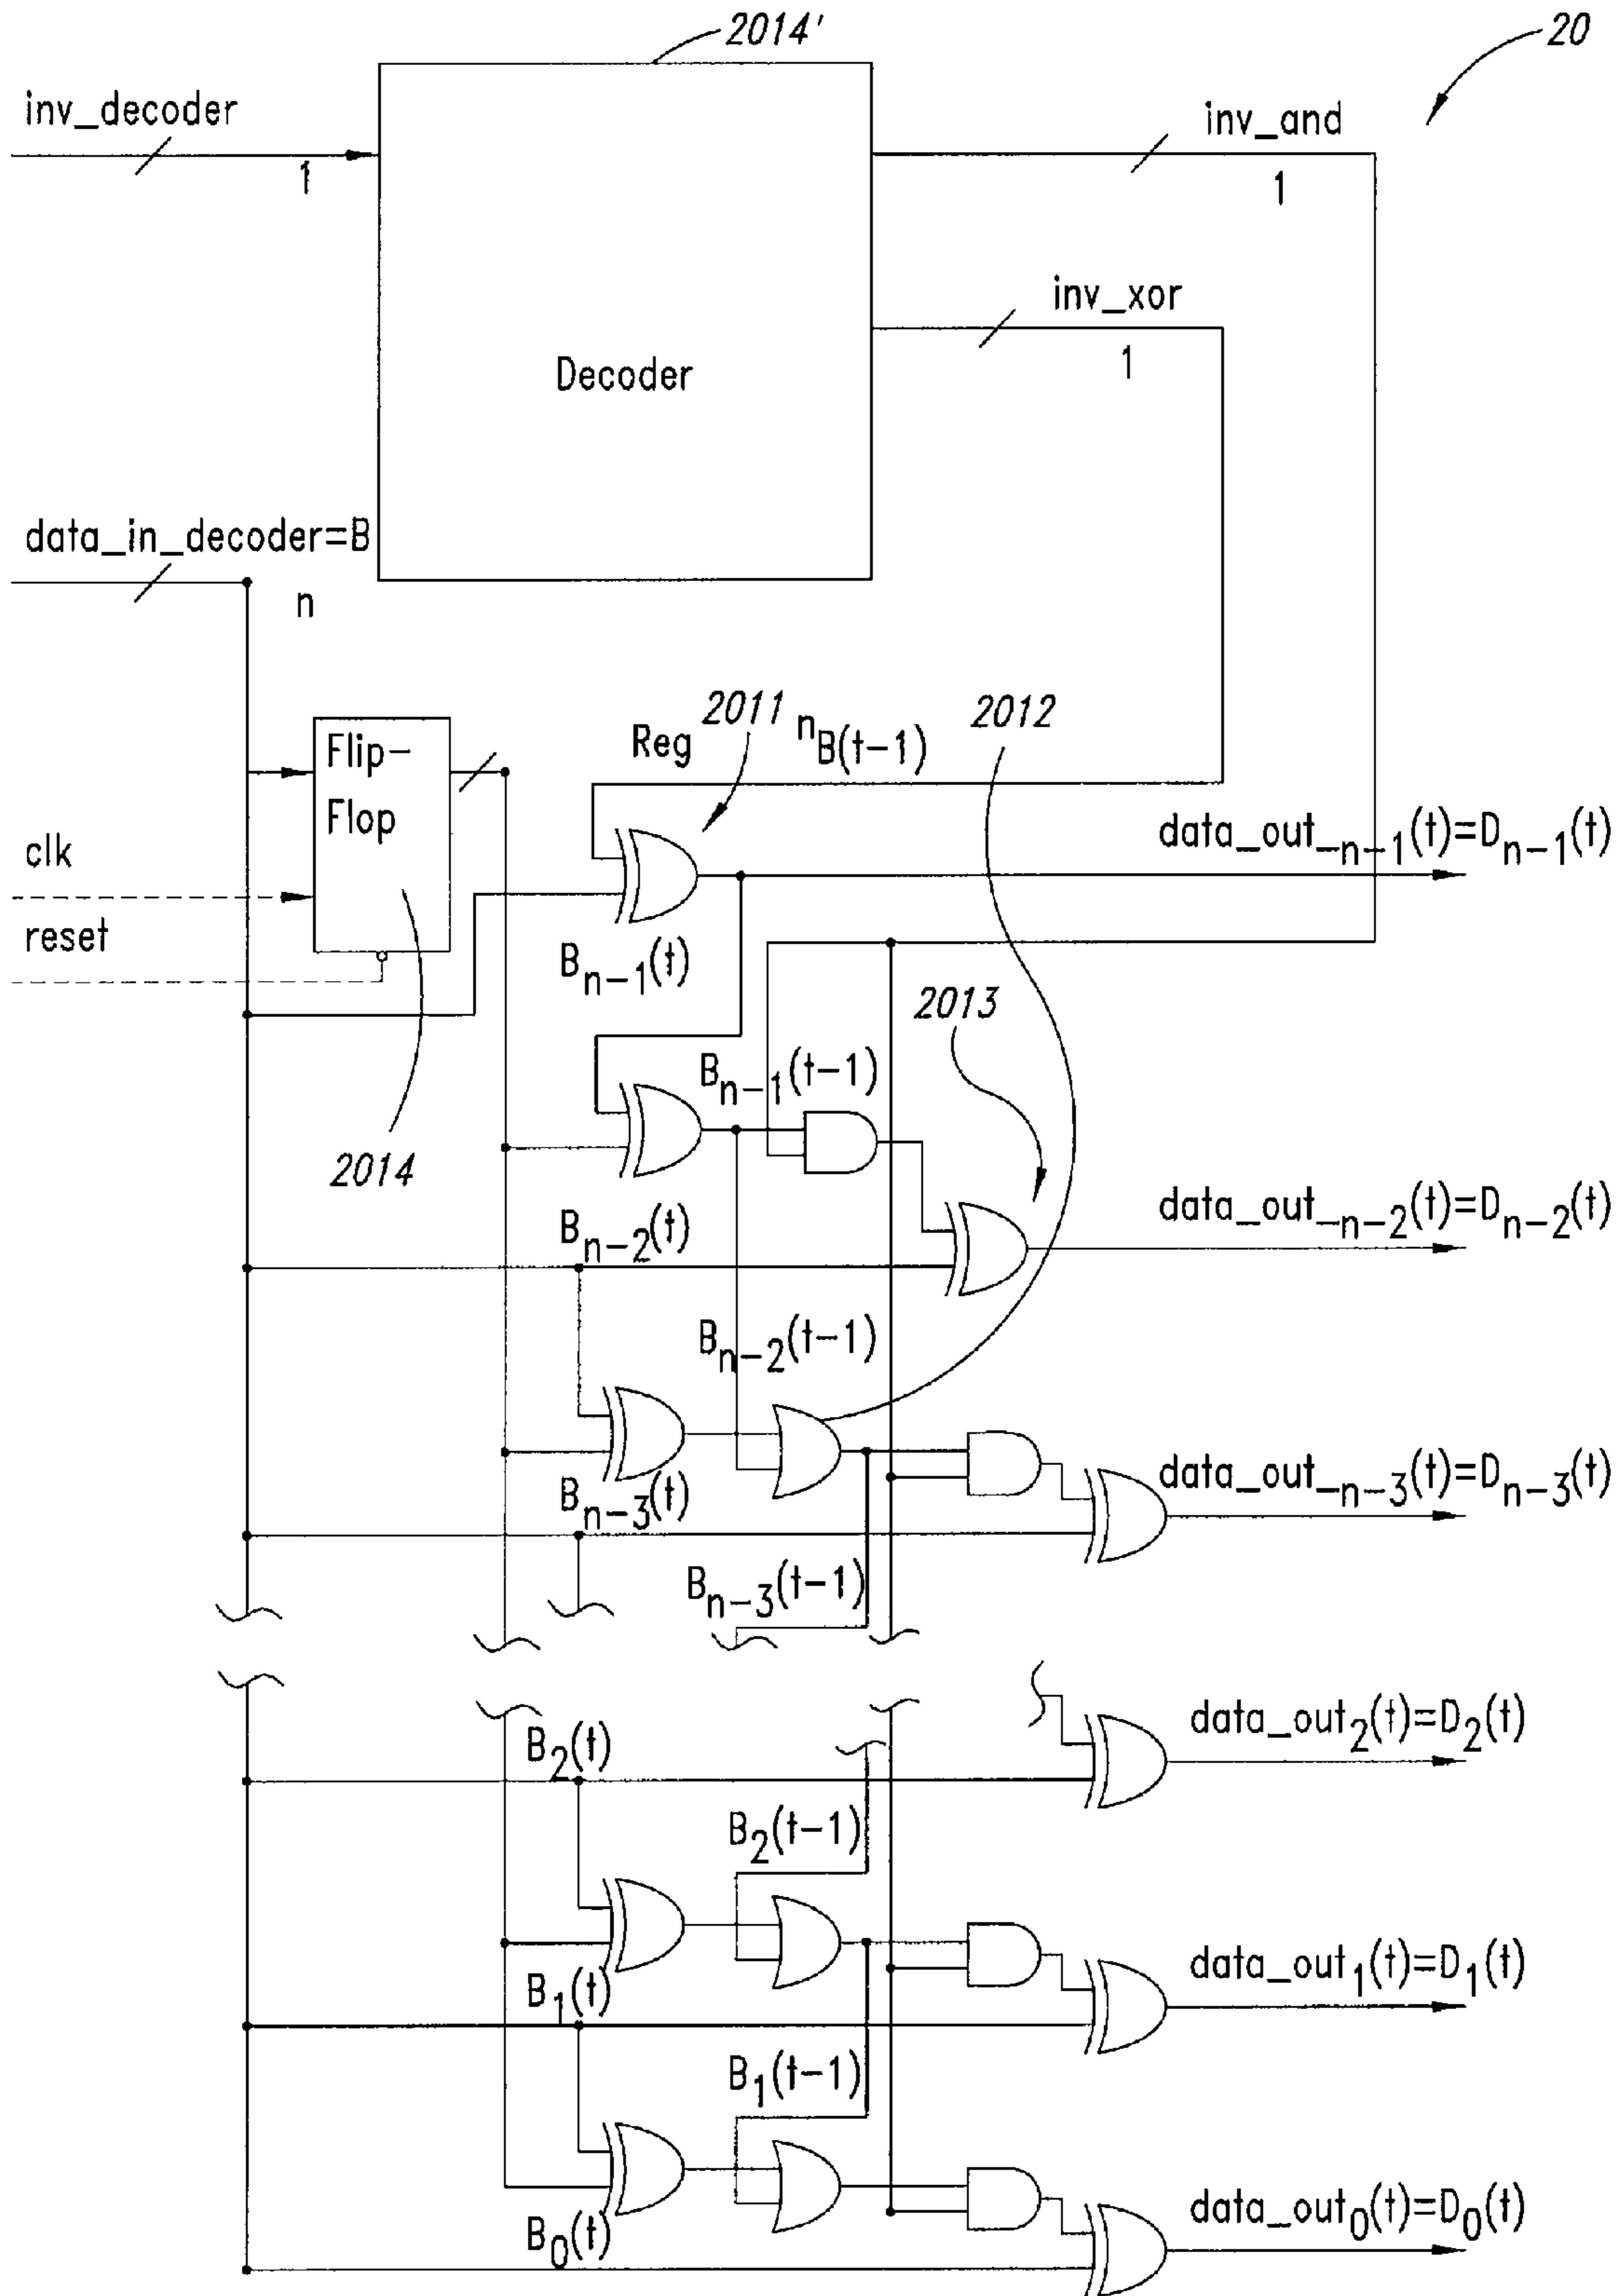 2014'
20
inv_decoder
1
inv_and
1
inv_xor
1
Decoder
data_in_decoder=B
n
Flip-
Flop
Reg
2011
n
B(t-1)
2012
clk
reset
data_out_n-1(t)=Dn-1(t)
Bn-1(t)
2013
Bn-1(t-1)
2014
Bn-2(t)
data_out_n-2(t)=Dn-2(t)
Bn-2(t-1)
Bn-3(t)
data_out_n-3(t)=Dn-3(t)
Bn-3(t-1)
B2(t)
data_out2(t)=D2(t)
B2(t-1)
B1(t)
data_out1(t)=D1(t)
B1(t-1)
B0(t)
data_out0(t)=D0(t)